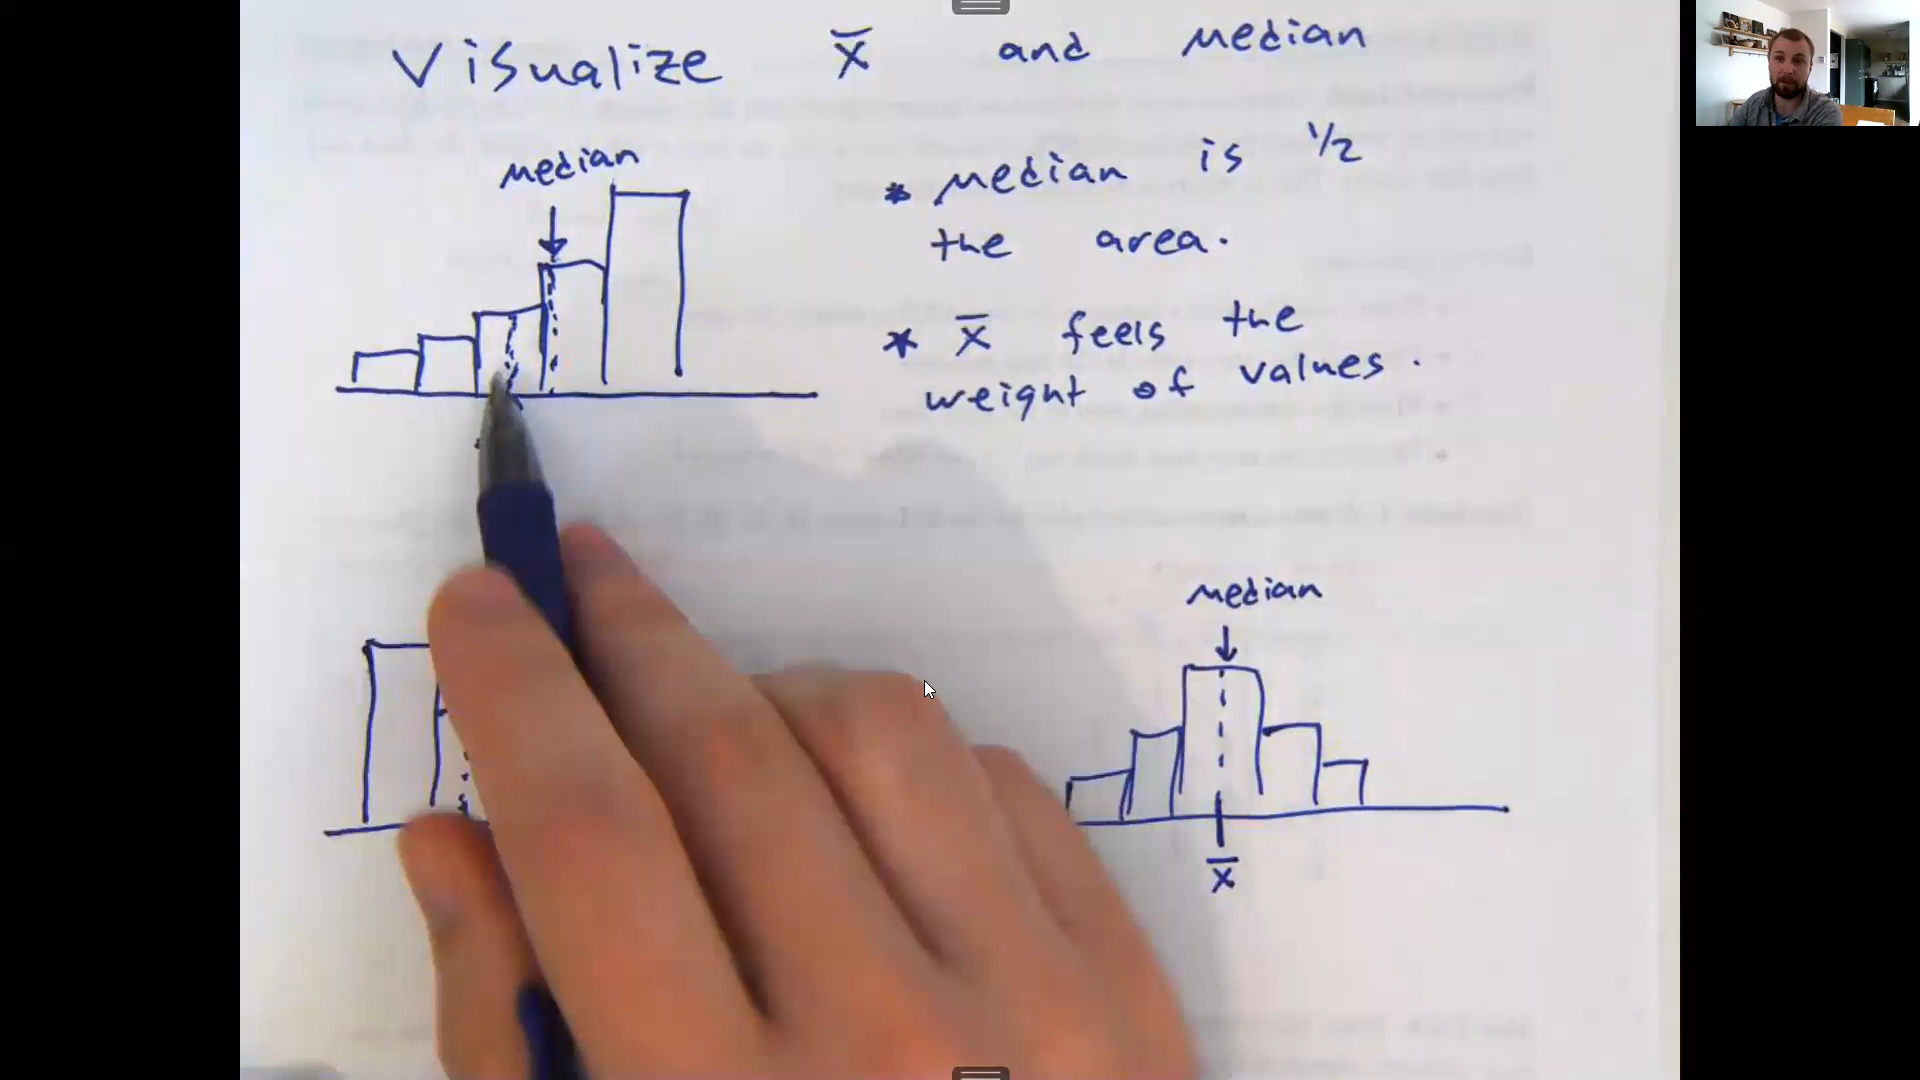 Visualize x̄ and median
median
* median is 1/2
the area.
* x̄ feels the
weight of values.
median
x̄